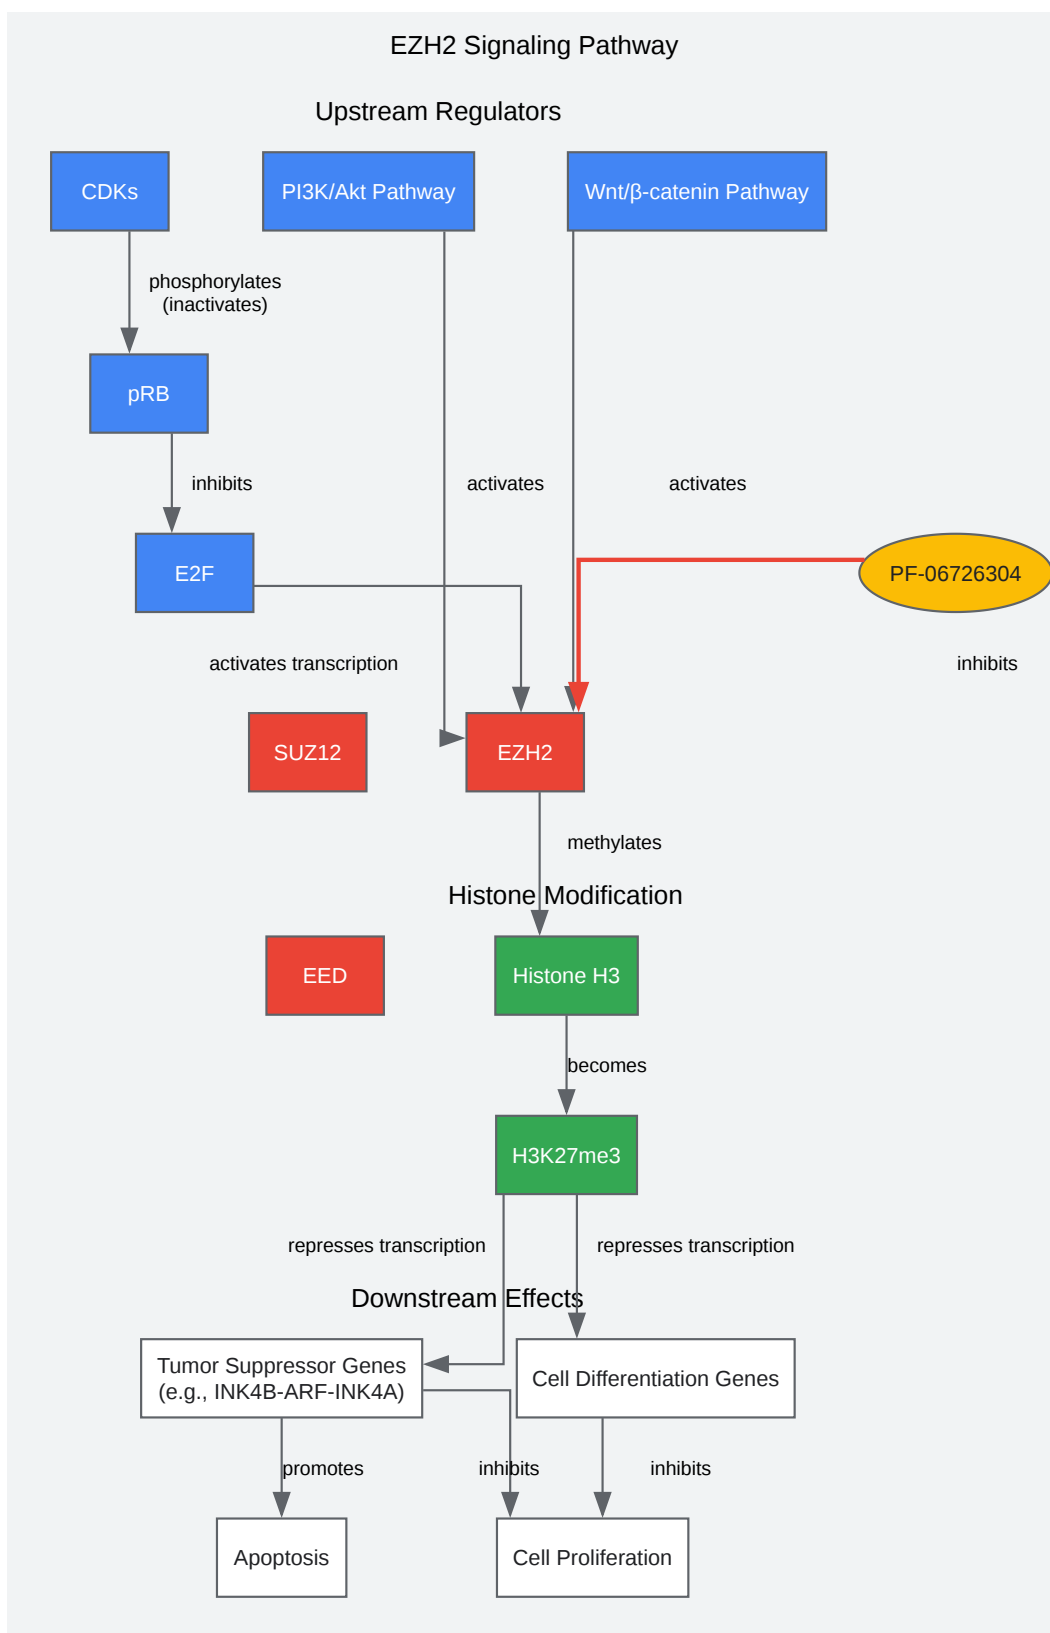 EZH2 Signaling Pathway
Upstream Regulators
CDKs
PI3K/Akt Pathway
Wnt/β-catenin Pathway
phosphorylates
(inactivates)
pRB
inhibits
activates
activates
E2F
PF-06726304
activates transcription
inhibits
SUZ12
EZH2
methylates
Histone Modification
EED
Histone H3
becomes
H3K27me3
represses transcription
represses transcription
Downstream Effects
Tumor Suppressor Genes
(e.g., INK4B-ARF-INK4A)
Cell Differentiation Genes
promotes
inhibits
inhibits
Apoptosis
Cell Proliferation